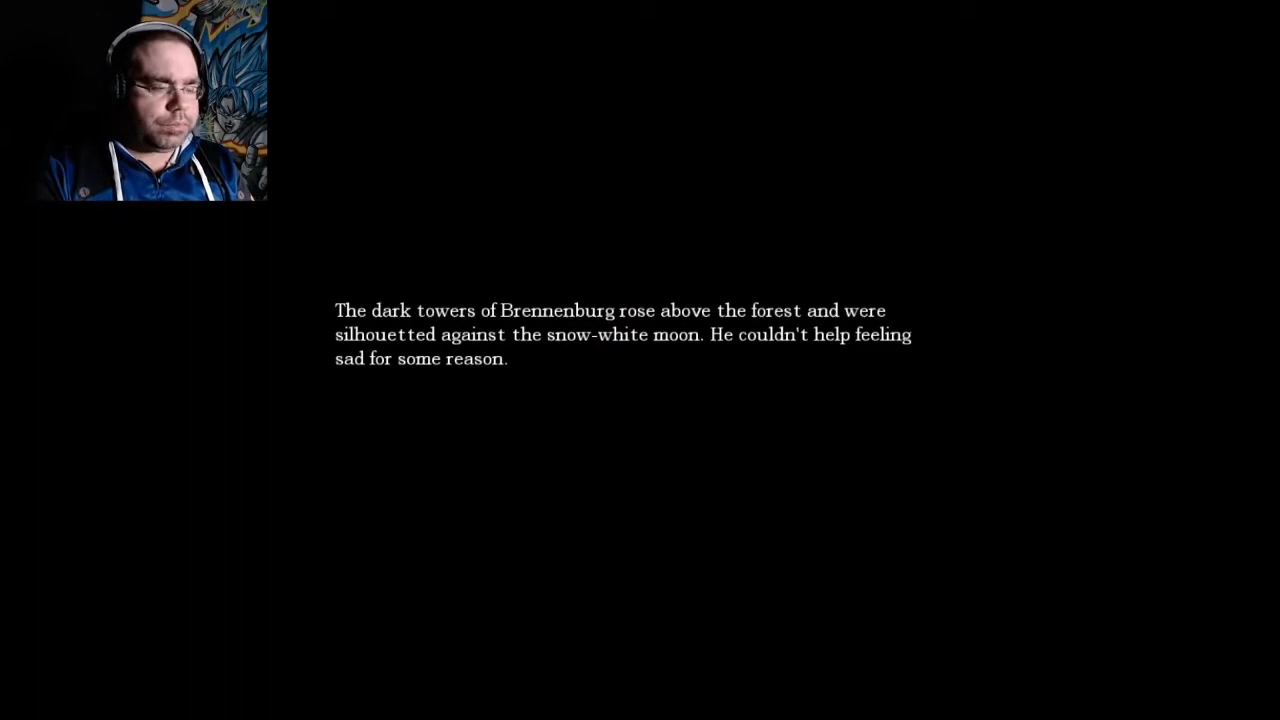 The dark towers of Brennenburg rose above the forest and were
silhouetted against the snow-white moon. He couldn't help feeling
sad for some reason.